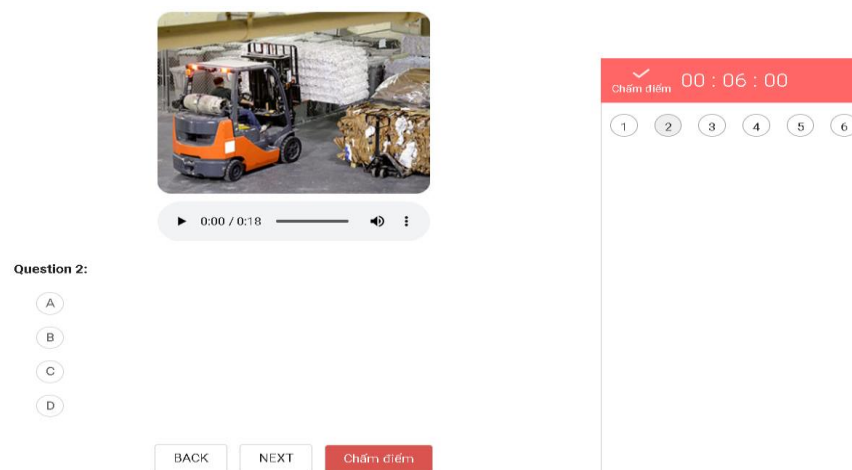 0:00 / 0:18
Question 2:
A
B
C
D
BACK NEXT Chấm điểm
Chấm điểm 00 : 06 : 00
1 2 3 4 5 6